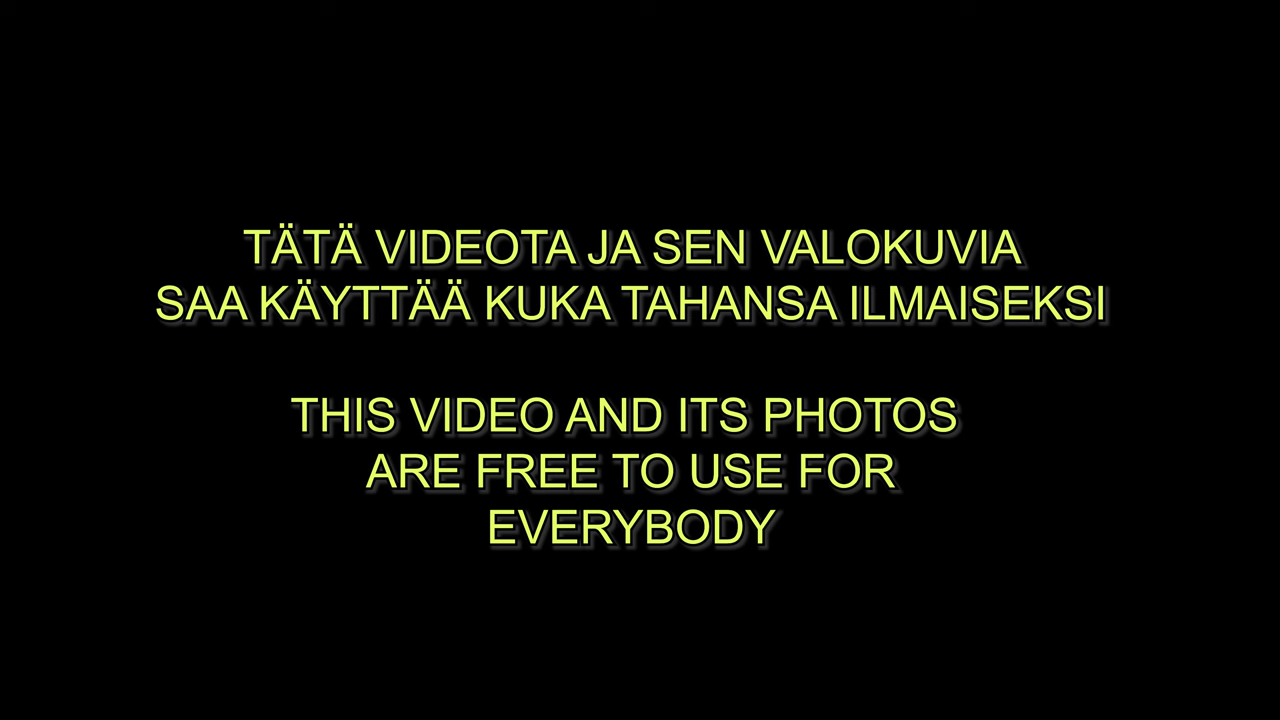 TÄTÄ VIDEOTA JA SEN VALOKUVIA
SAA KÄYTTÄÄ KUKA TAHANSA ILMAISEKSI
THIS VIDEO AND ITS PHOTOS
ARE FREE TO USE FOR
EVERYBODY